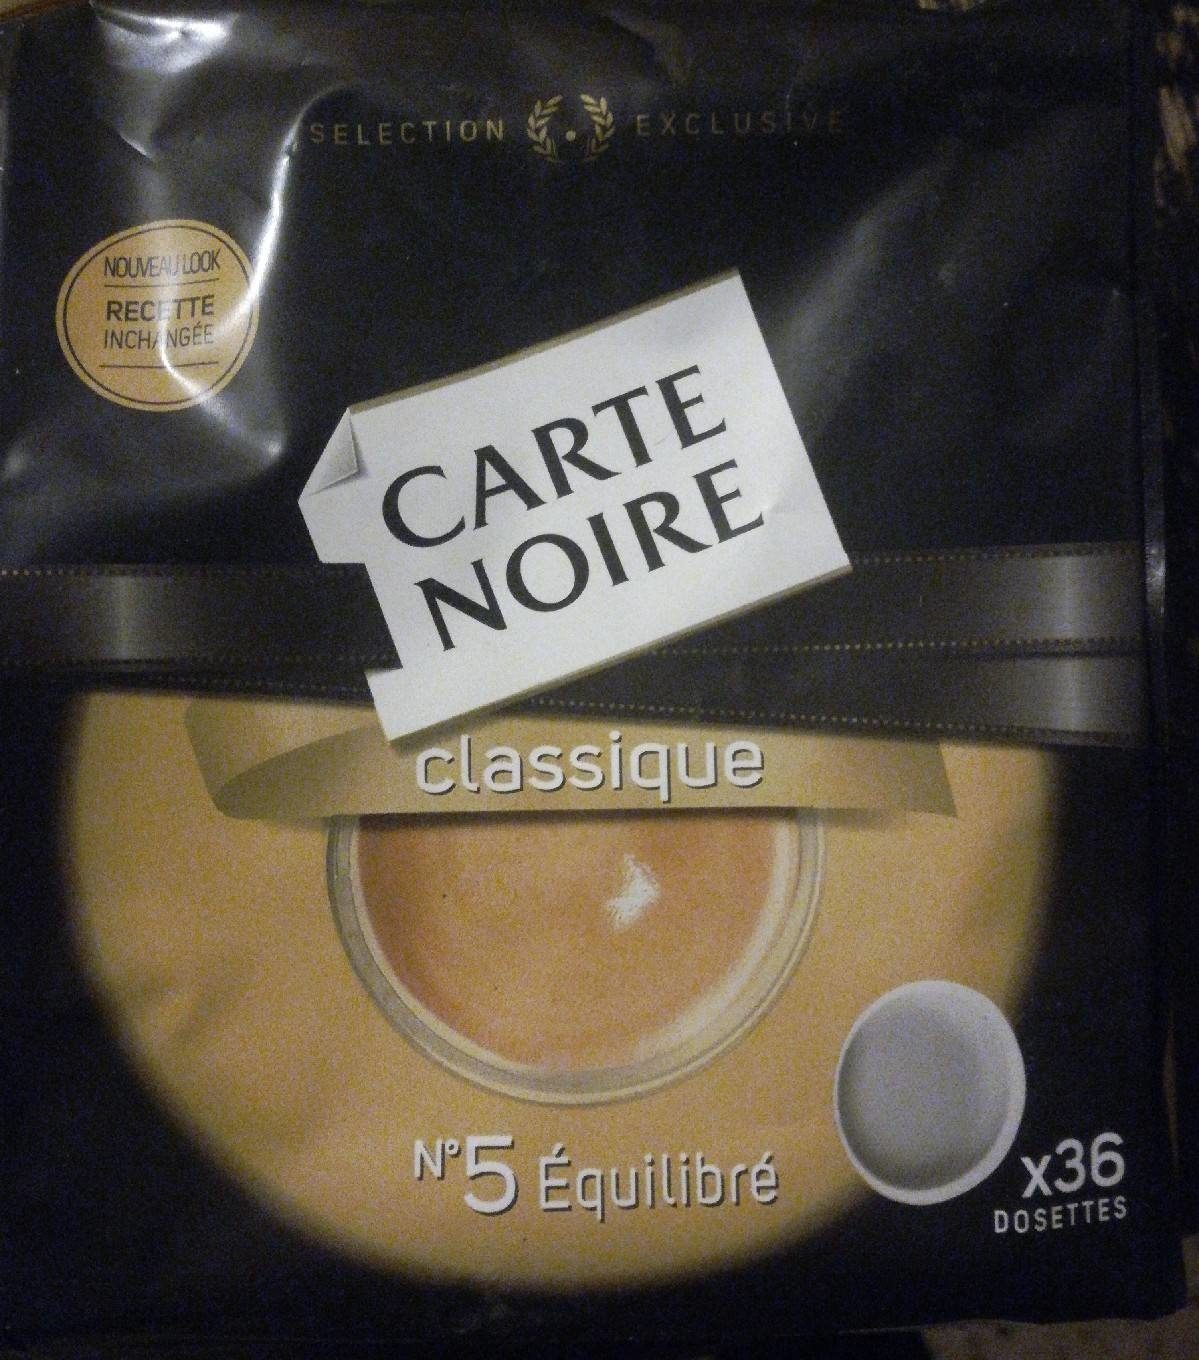 SELECTION EXCLUSIVE
NOUVEAU LOOK
RECETTE
INCHANGÉE
CARTE
NOIRE
classique
N°5 Équilibré
x36
DOSETTES